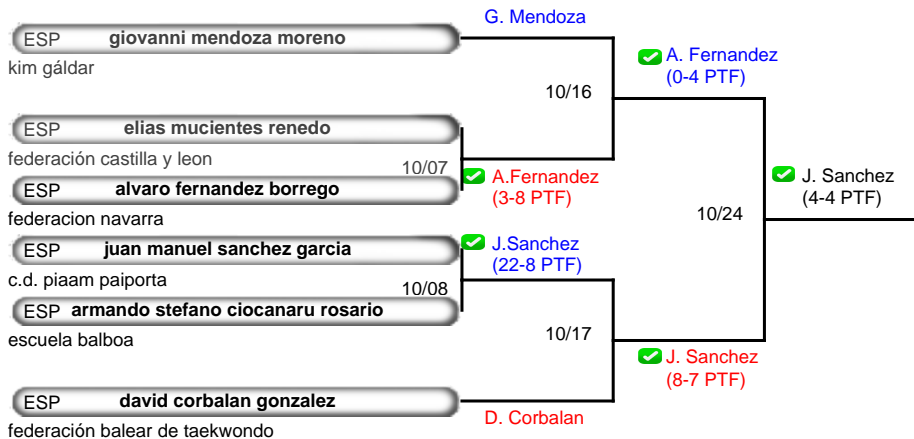 G. Mendoza
ESP giovanni mendoza moreno
kim gáldar
A. Fernandez
(0-4 PTF)
10/16
ESP elias mucientes renedo
federación castilla y leon
10/07
A.Fernandez
(3-8 PTF)
ESP alvaro fernandez borrego
federacion navarra
J. Sanchez
(4-4 PTF)
10/24
ESP juan manuel sanchez garcia
c.d. piaam paiporta
J.Sanchez
(22-8 PTF)
10/08
ESP armando stefano ciocanaru rosario
escuela balboa
10/17
J. Sanchez
(8-7 PTF)
ESP david corbalan gonzalez
federación balear de taekwondo
D. Corbalan